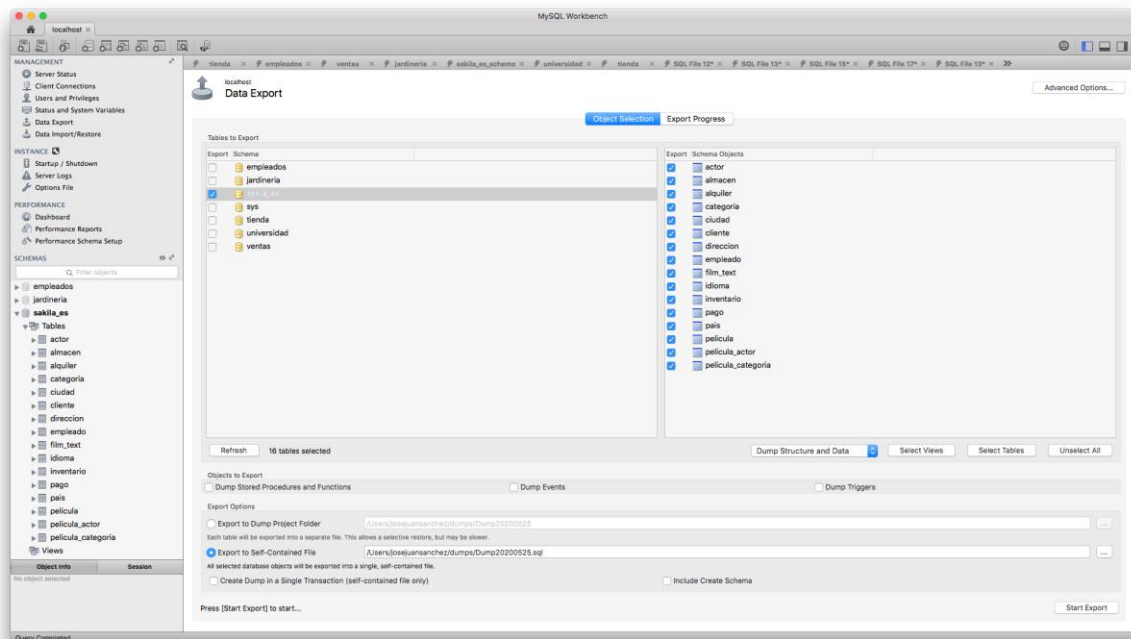 MySQL Workbench
localhost
MANAGEMENT
Server Status
Client Connections
Users and Privileges
Status and System Variables
Data Export
Data Import/Restore
INSTANCE
Startup / Shutdown
Server Logs
Options File
PERFORMANCE
Dashboard
Performance Reports
Performance Schema Setup
SCHEMAS
Filter objects
empleados
jardineria
sakila_es
Tables
actor
almacen
alquiler
categoria
ciudad
cliente
direccion
empleado
film_text
idioma
inventario
pago
pais
pelicula
pelicula_actor
pelicula_categoria
Views
Object Info Session
No object selected
Query Completed
tienda empleados ventas jardineria sakila_es_schema universidad tienda SQL File 12* SQL File 13* SQL File 15* SQL File 17* SQL File 13*
localhost
Data Export
Advanced Options...
Object Selection Export Progress
Tables to Export
Export Schema
empleados
jardineria
sys
tienda
universidad
ventas
Export Schema Objects
actor
almacen
alquiler
categoria
ciudad
cliente
direccion
empleado
film_text
idioma
inventario
pago
pais
pelicula
pelicula_actor
pelicula_categoria
Refresh 16 tables selected Dump Structure and Data Select Views Select Tables Unselect All
Objects to Export
Dump Stored Procedures and Functions Dump Events Dump Triggers
Export Options
Export to Dump Project Folder /Users/josejuansanchez/dumps/Dump20200525 ...
Each table will be exported into a separate file. This allows a selective restore, but may be slower.
Export to Self-Contained File /Users/josejuansanchez/dumps/Dump20200525.sql ...
All selected database objects will be exported into a single, self-contained file.
Create Dump in a Single Transaction (self-contained file only) Include Create Schema
Press [Start Export] to start... Start Export